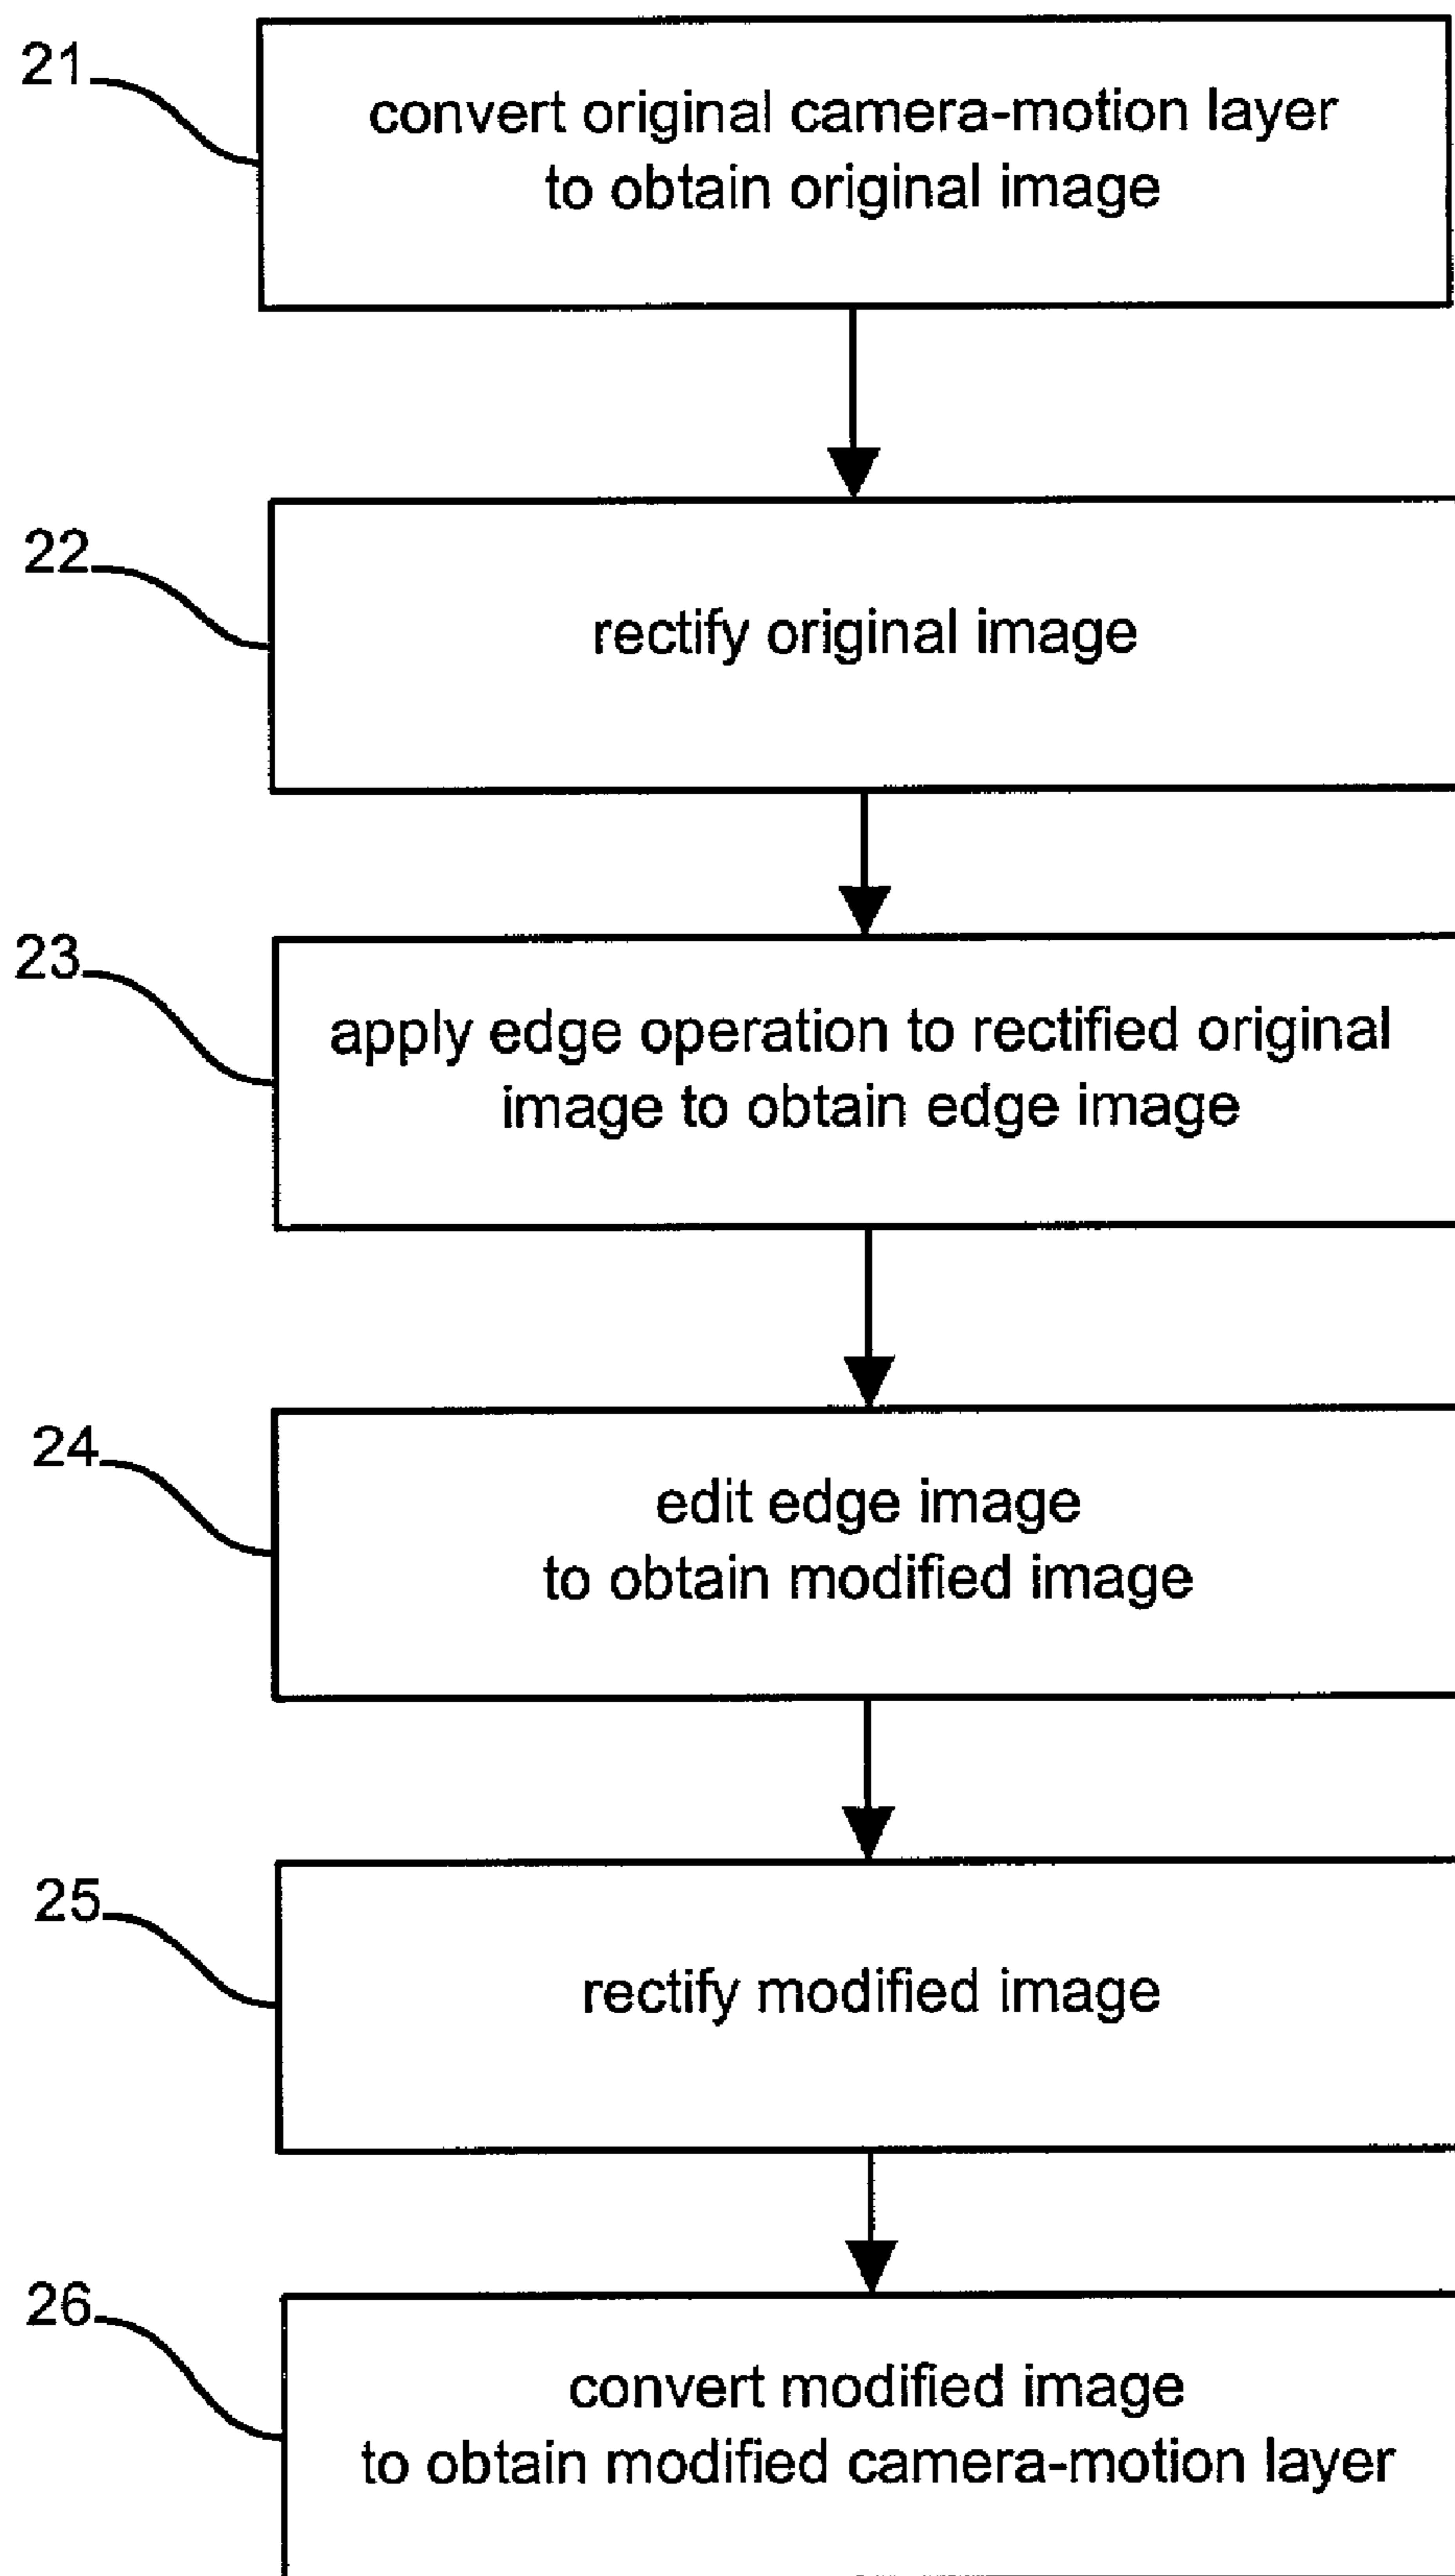 21
convert original camera-motion layer
to obtain original image
22
rectify original image
23
apply edge operation to rectified original
image to obtain edge image
24
edit edge image
to obtain modified image
25
rectify modified image
26
convert modified image
to obtain modified camera-motion layer